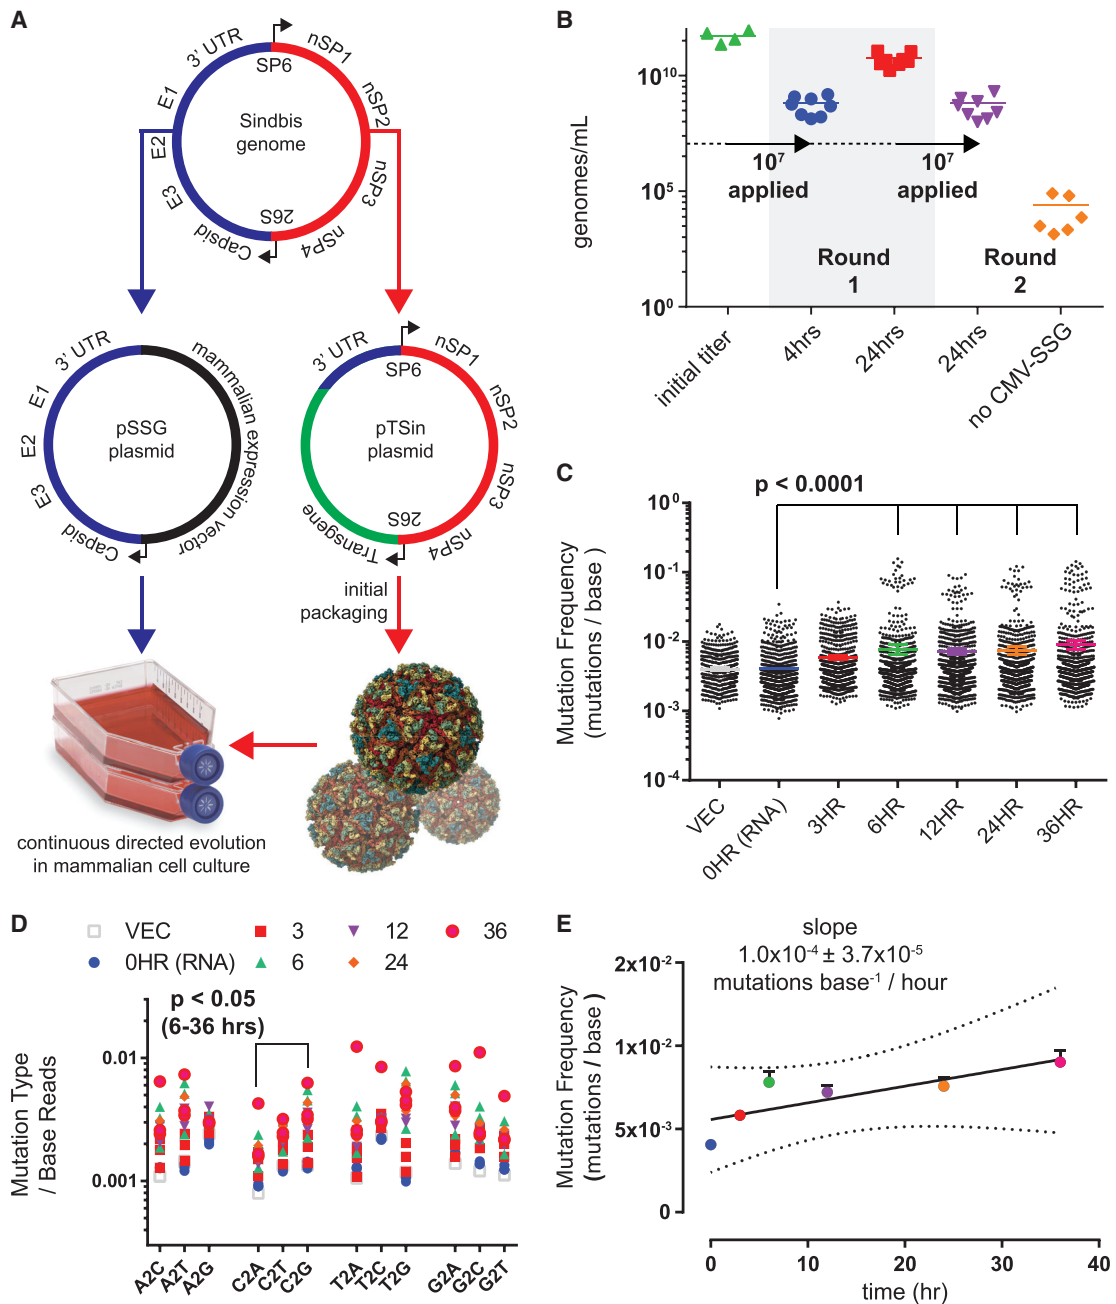 A
3' UTR
SP6
nSP1
E1
nSP2
Sindbis
genome
E2
E3
nSP3
26S
Capsid
nSP4
3' UTR
mammalian expression vector
E1
pSSG
plasmid
E2
E3
Capsid
3' UTR
SP6
nSP1
nSP2
pTSin
plasmid
nSP3
26S
Transgene
nSP4
initial
packaging
continuous directed evolution
in mammalian cell culture
B
genomes/mL
10^10
10^5
10^0
10^7
applied
10^7
applied
Round
1
Round
2
initial titer
4hrs
24hrs
24hrs
no CMV-SSG
C
p < 0.0001
Mutation Frequency
(mutations / base )
10^0
10^-1
10^-2
10^-3
10^-4
VEC
0HR (RNA)
3HR
6HR
12HR
24HR
36HR
D
VEC
3
12
36
0HR (RNA)
6
24
p < 0.05
(6-36 hrs)
Mutation Type
/ Base Reads
0.01
0.001
A2C
A2T
A2G
C2A
C2T
C2G
T2A
T2C
T2G
G2A
G2C
G2T
E
slope
1.0x10^-4 ± 3.7x10^-5
mutations base^-1 / hour
Mutation Frequency
(mutations / base )
2x10^-2
1x10^-2
5x10^-3
0
0
10
20
30
40
time (hr)